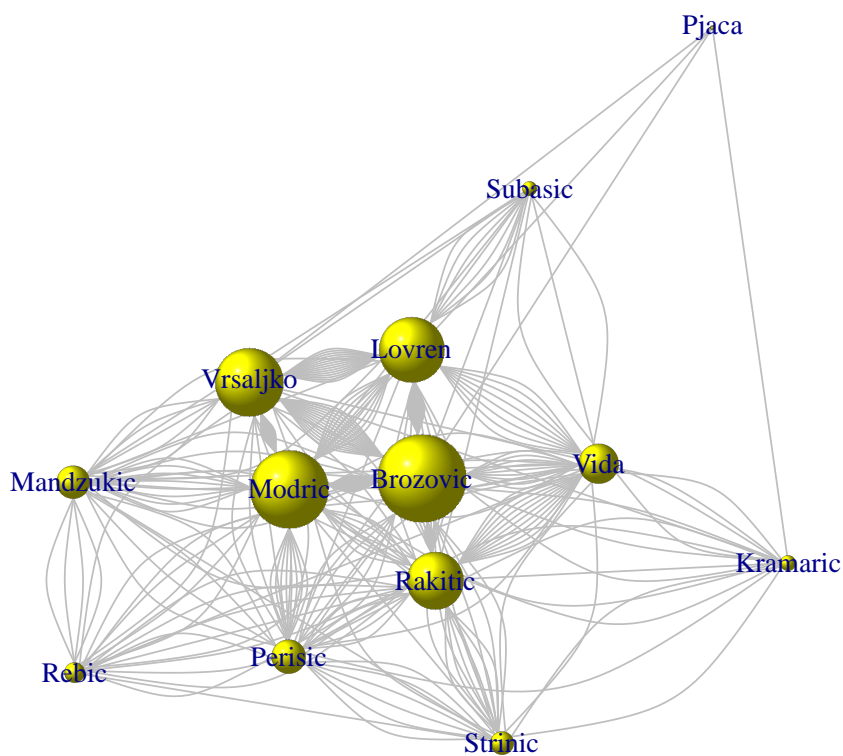 Pjaca
Subasic
Lovren
Vrsaljko
Vida
Brozovic
Mandzukic
Modric
Kramaric
Rakitic
Perisic
Rebic
Strinic